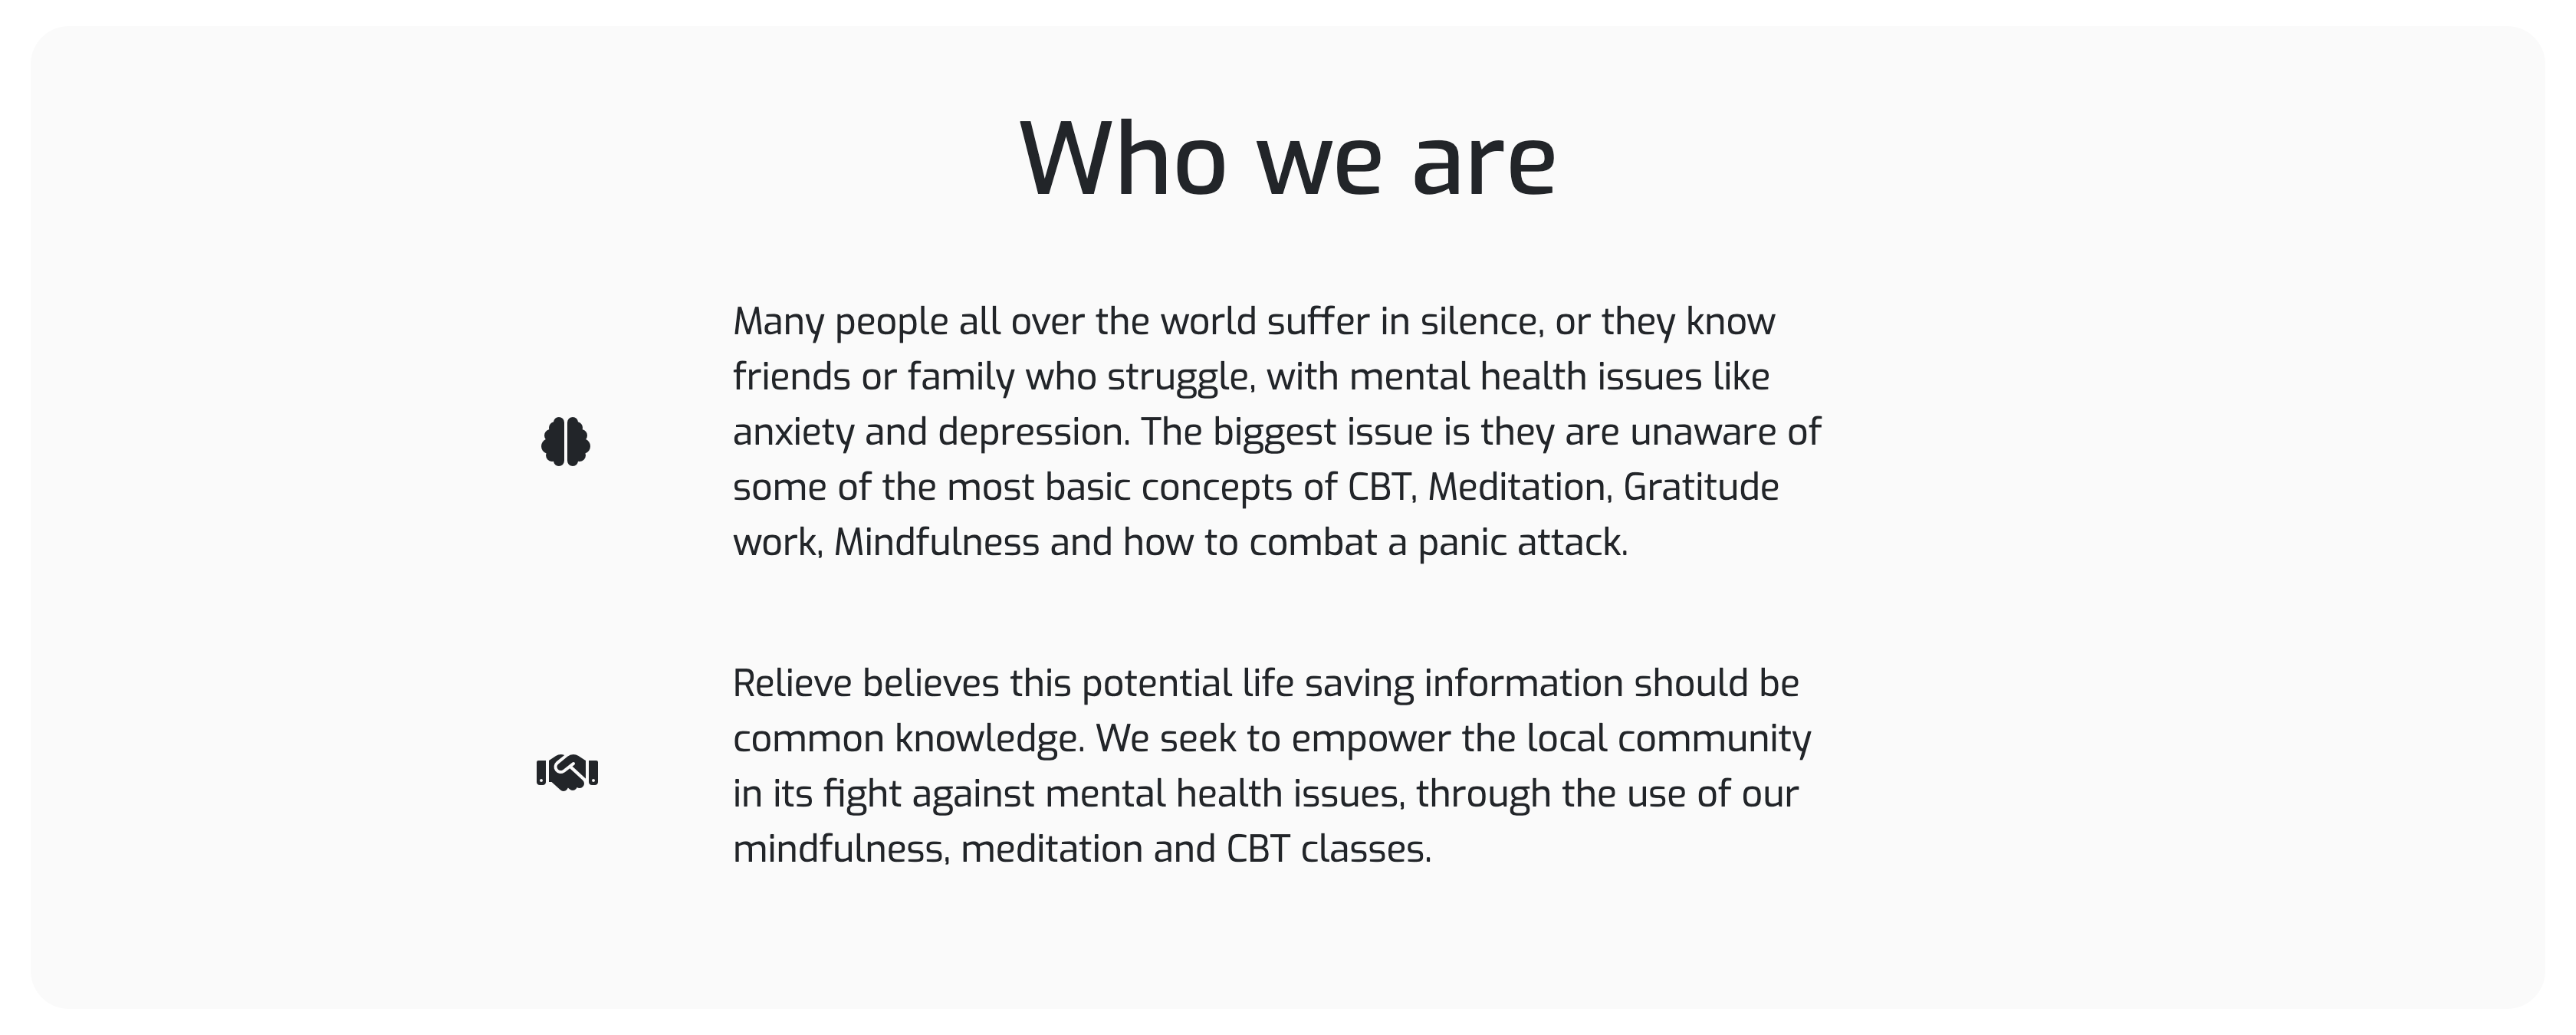 Who we are
Many people all over the world suffer in silence, or they know
friends or family who struggle, with mental health issues like
anxiety and depression. The biggest issue is they are unaware of
some of the most basic concepts of CBT, Meditation, Gratitude
work, Mindfulness and how to combat a panic attack.
Relieve believes this potential life saving information should be
common knowledge. We seek to empower the local community
in its fight against mental health issues, through the use of our
mindfulness, meditation and CBT classes.